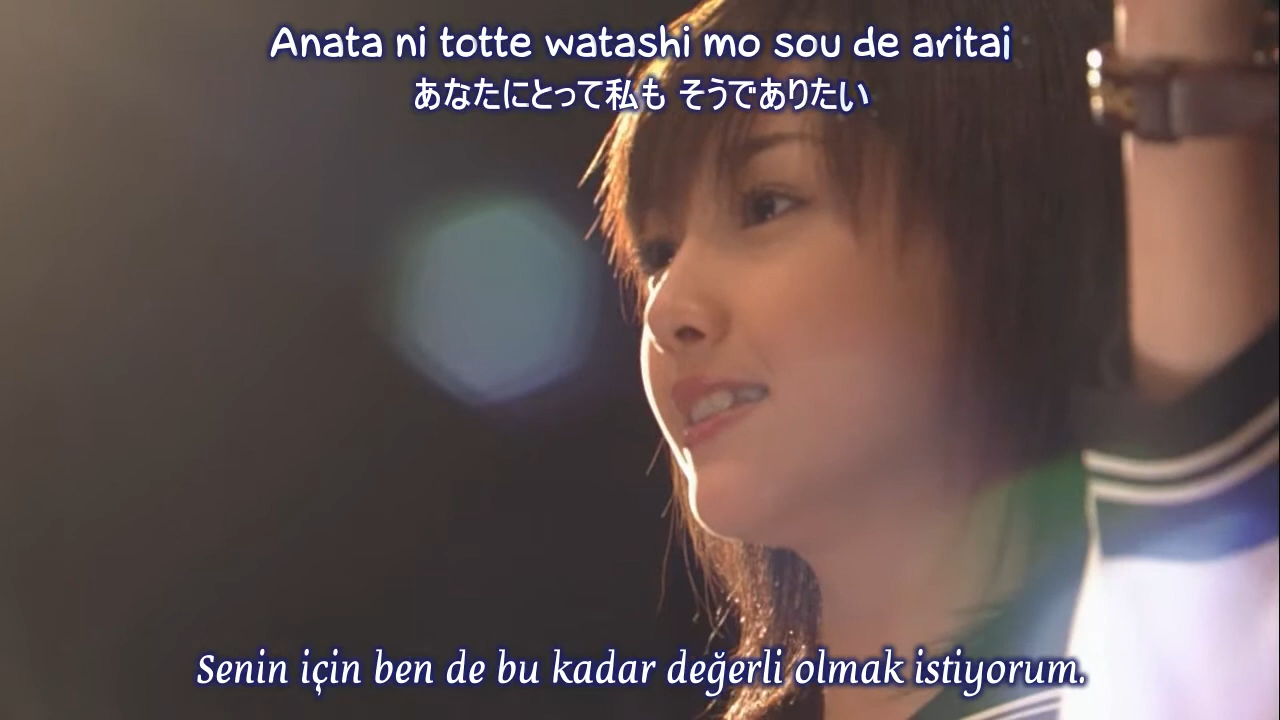 Anata ni totte watashi mo sou de aritai
あなたにとって私も そうでありたい
Senin için ben de bu kadar değerli olmak istiyorum.